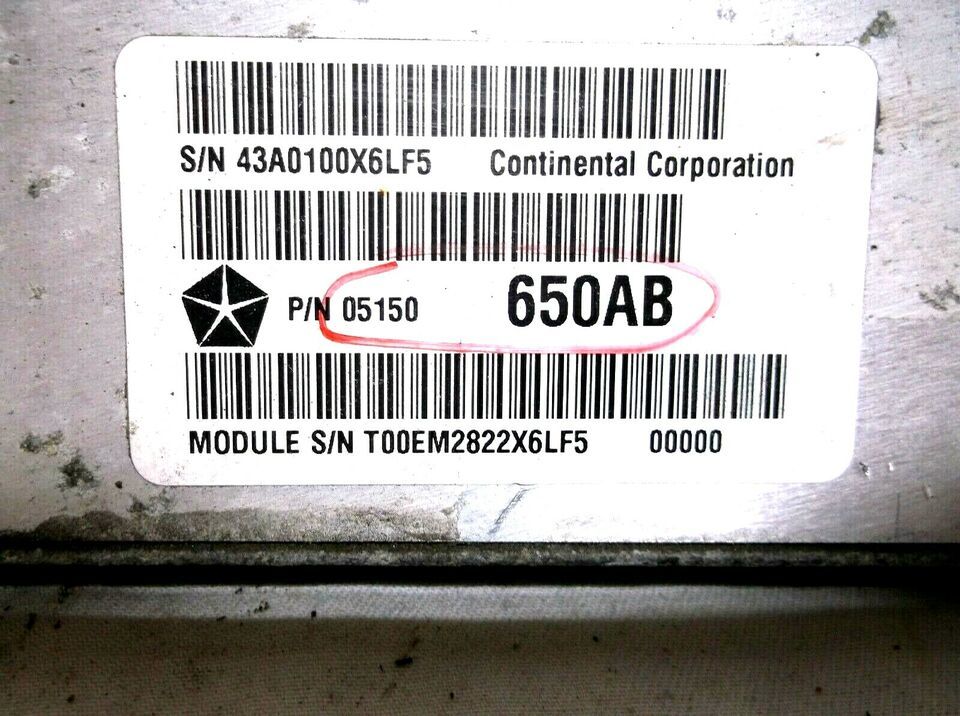 S/N 43A0100X6LF5 Continental Corporation
P/N 05150 650AB
MODULE S/N T00EM2822X6LF5 00000